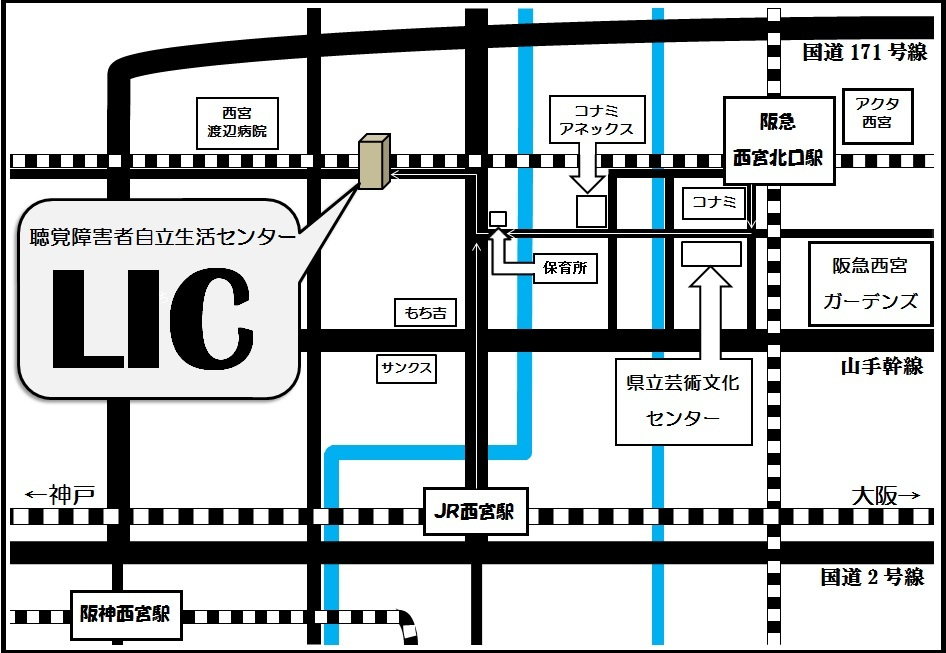 国道171号線
西宮
渡辺病院
コナミ
アネックス
阪急
西宮北口駅
アクタ
西宮
コナミ
聴覚障害者自立生活センター
LIC
保育所
阪急西宮
ガーデンズ
もち吉
サンクス
山手幹線
県立芸術文化
センター
←神戸
大阪→
JR西宮駅
国道2号線
阪神西宮駅